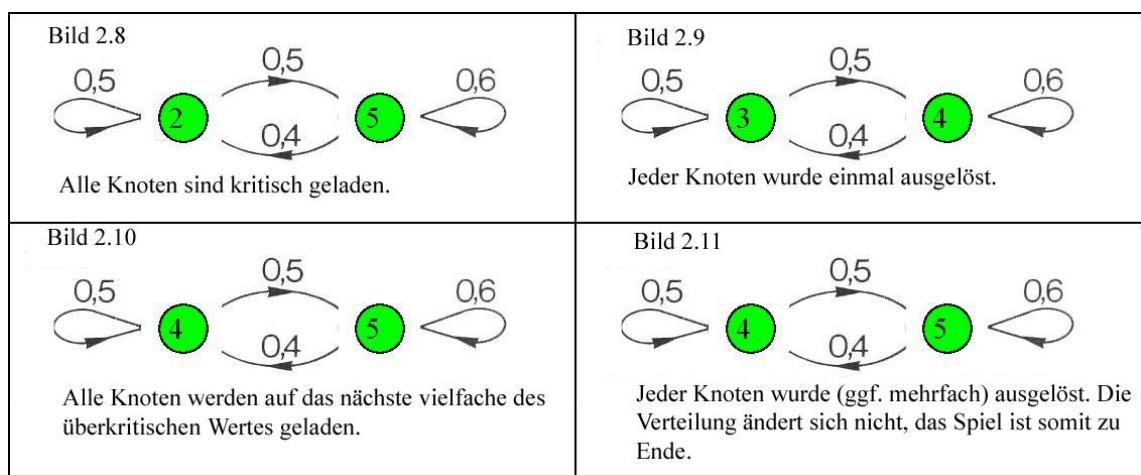 Bild 2.8
0,5
0,5
0,6
2
5
0,4
Alle Knoten sind kritisch geladen.
Bild 2.9
0,5
0,5
0,6
3
4
0,4
Jeder Knoten wurde einmal ausgelöst.
Bild 2.10
0,5
0,5
0,6
4
5
0,4
Alle Knoten werden auf das nächste vielfache des
überkritischen Wertes geladen.
Bild 2.11
0,5
0,5
0,6
4
5
0,4
Jeder Knoten wurde (ggf. mehrfach) ausgelöst. Die
Verteilung ändert sich nicht, das Spiel ist somit zu
Ende.